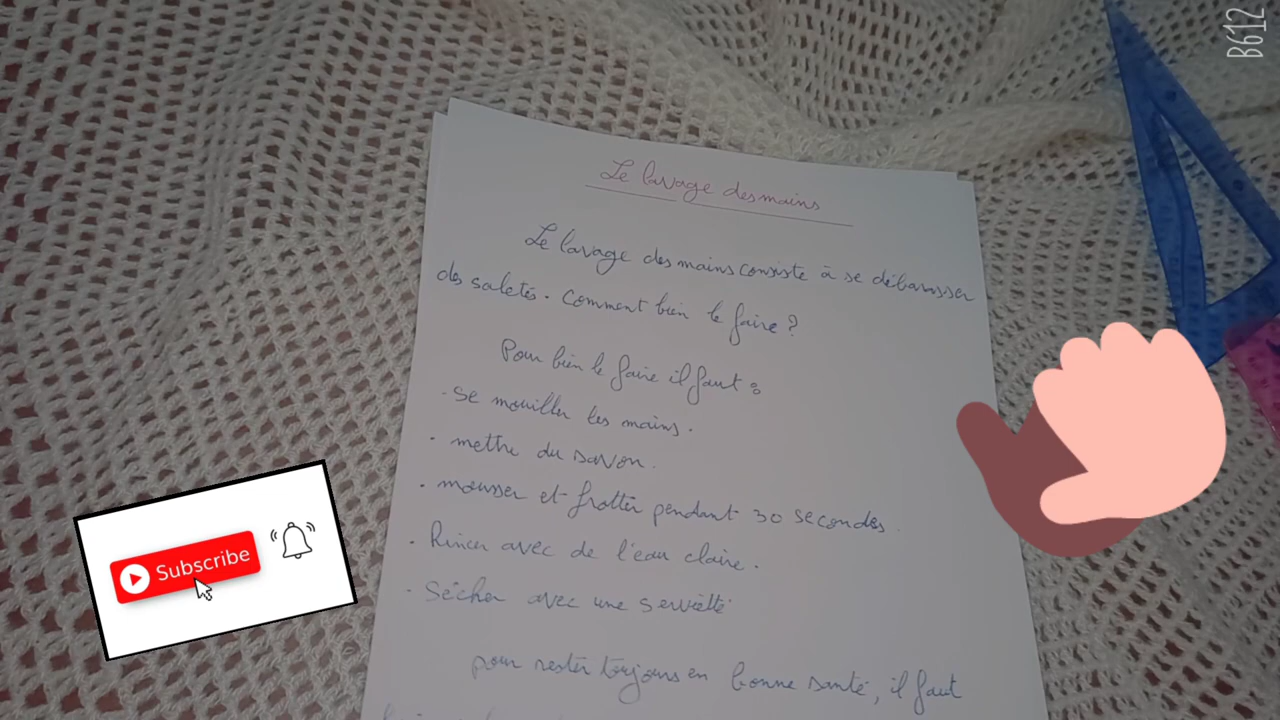 B612
Le lavage des mains
Le lavage des mains consiste à se débarasser
des saletés. Comment bien le faire ?
Pour bien le faire il faut :
. Se mouiller les mains.
. mettre du savon.
. mousser et frotter pendant 30 secondes.
. Rincer avec de l'eau claire.
. Sécher avec une serviette
pour rester toujours en bonne santé, il faut
Subscribe